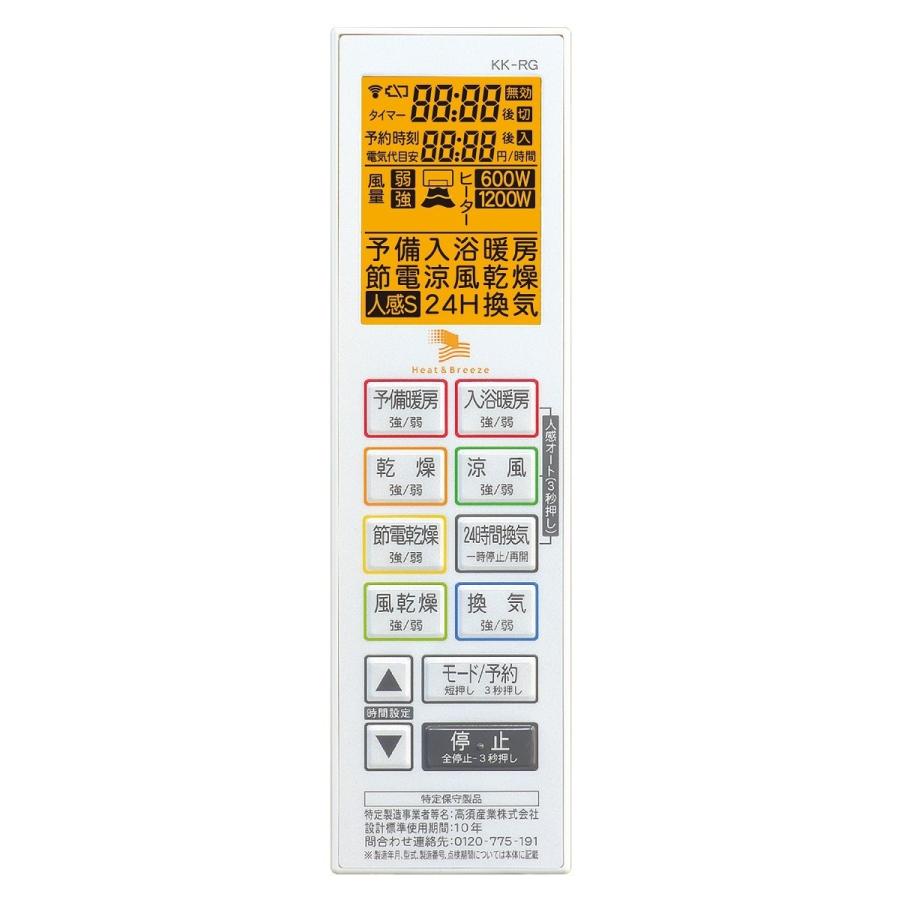 KK-RG
88:88 無効
タイマー 後切
予約時刻 88:88 後入
電気代目安 円/時間
風量 弱 強 ヒーター 600W 1200W
予備入浴暖房
節電涼風乾燥
人感S 24H換気
Heat&Breeze
予備暖房 入浴暖房
強/弱 強/弱
人感オート(3秒押し)
乾燥 涼風
強/弱 強/弱
節電乾燥 24時間換気
強/弱 一時停止/再開
風乾燥 換気
強/弱 強/弱
▲ モード/予約
短押し 3秒押し
時間設定
▼ 停止
全停止-3秒押し
特定保守製品
特定製造事業者等名:高須産業株式会社
設計標準使用期間:10年
問合わせ連絡先:0120-775-191
※製造年月、型式、製造番号、点検期間については本体に記載